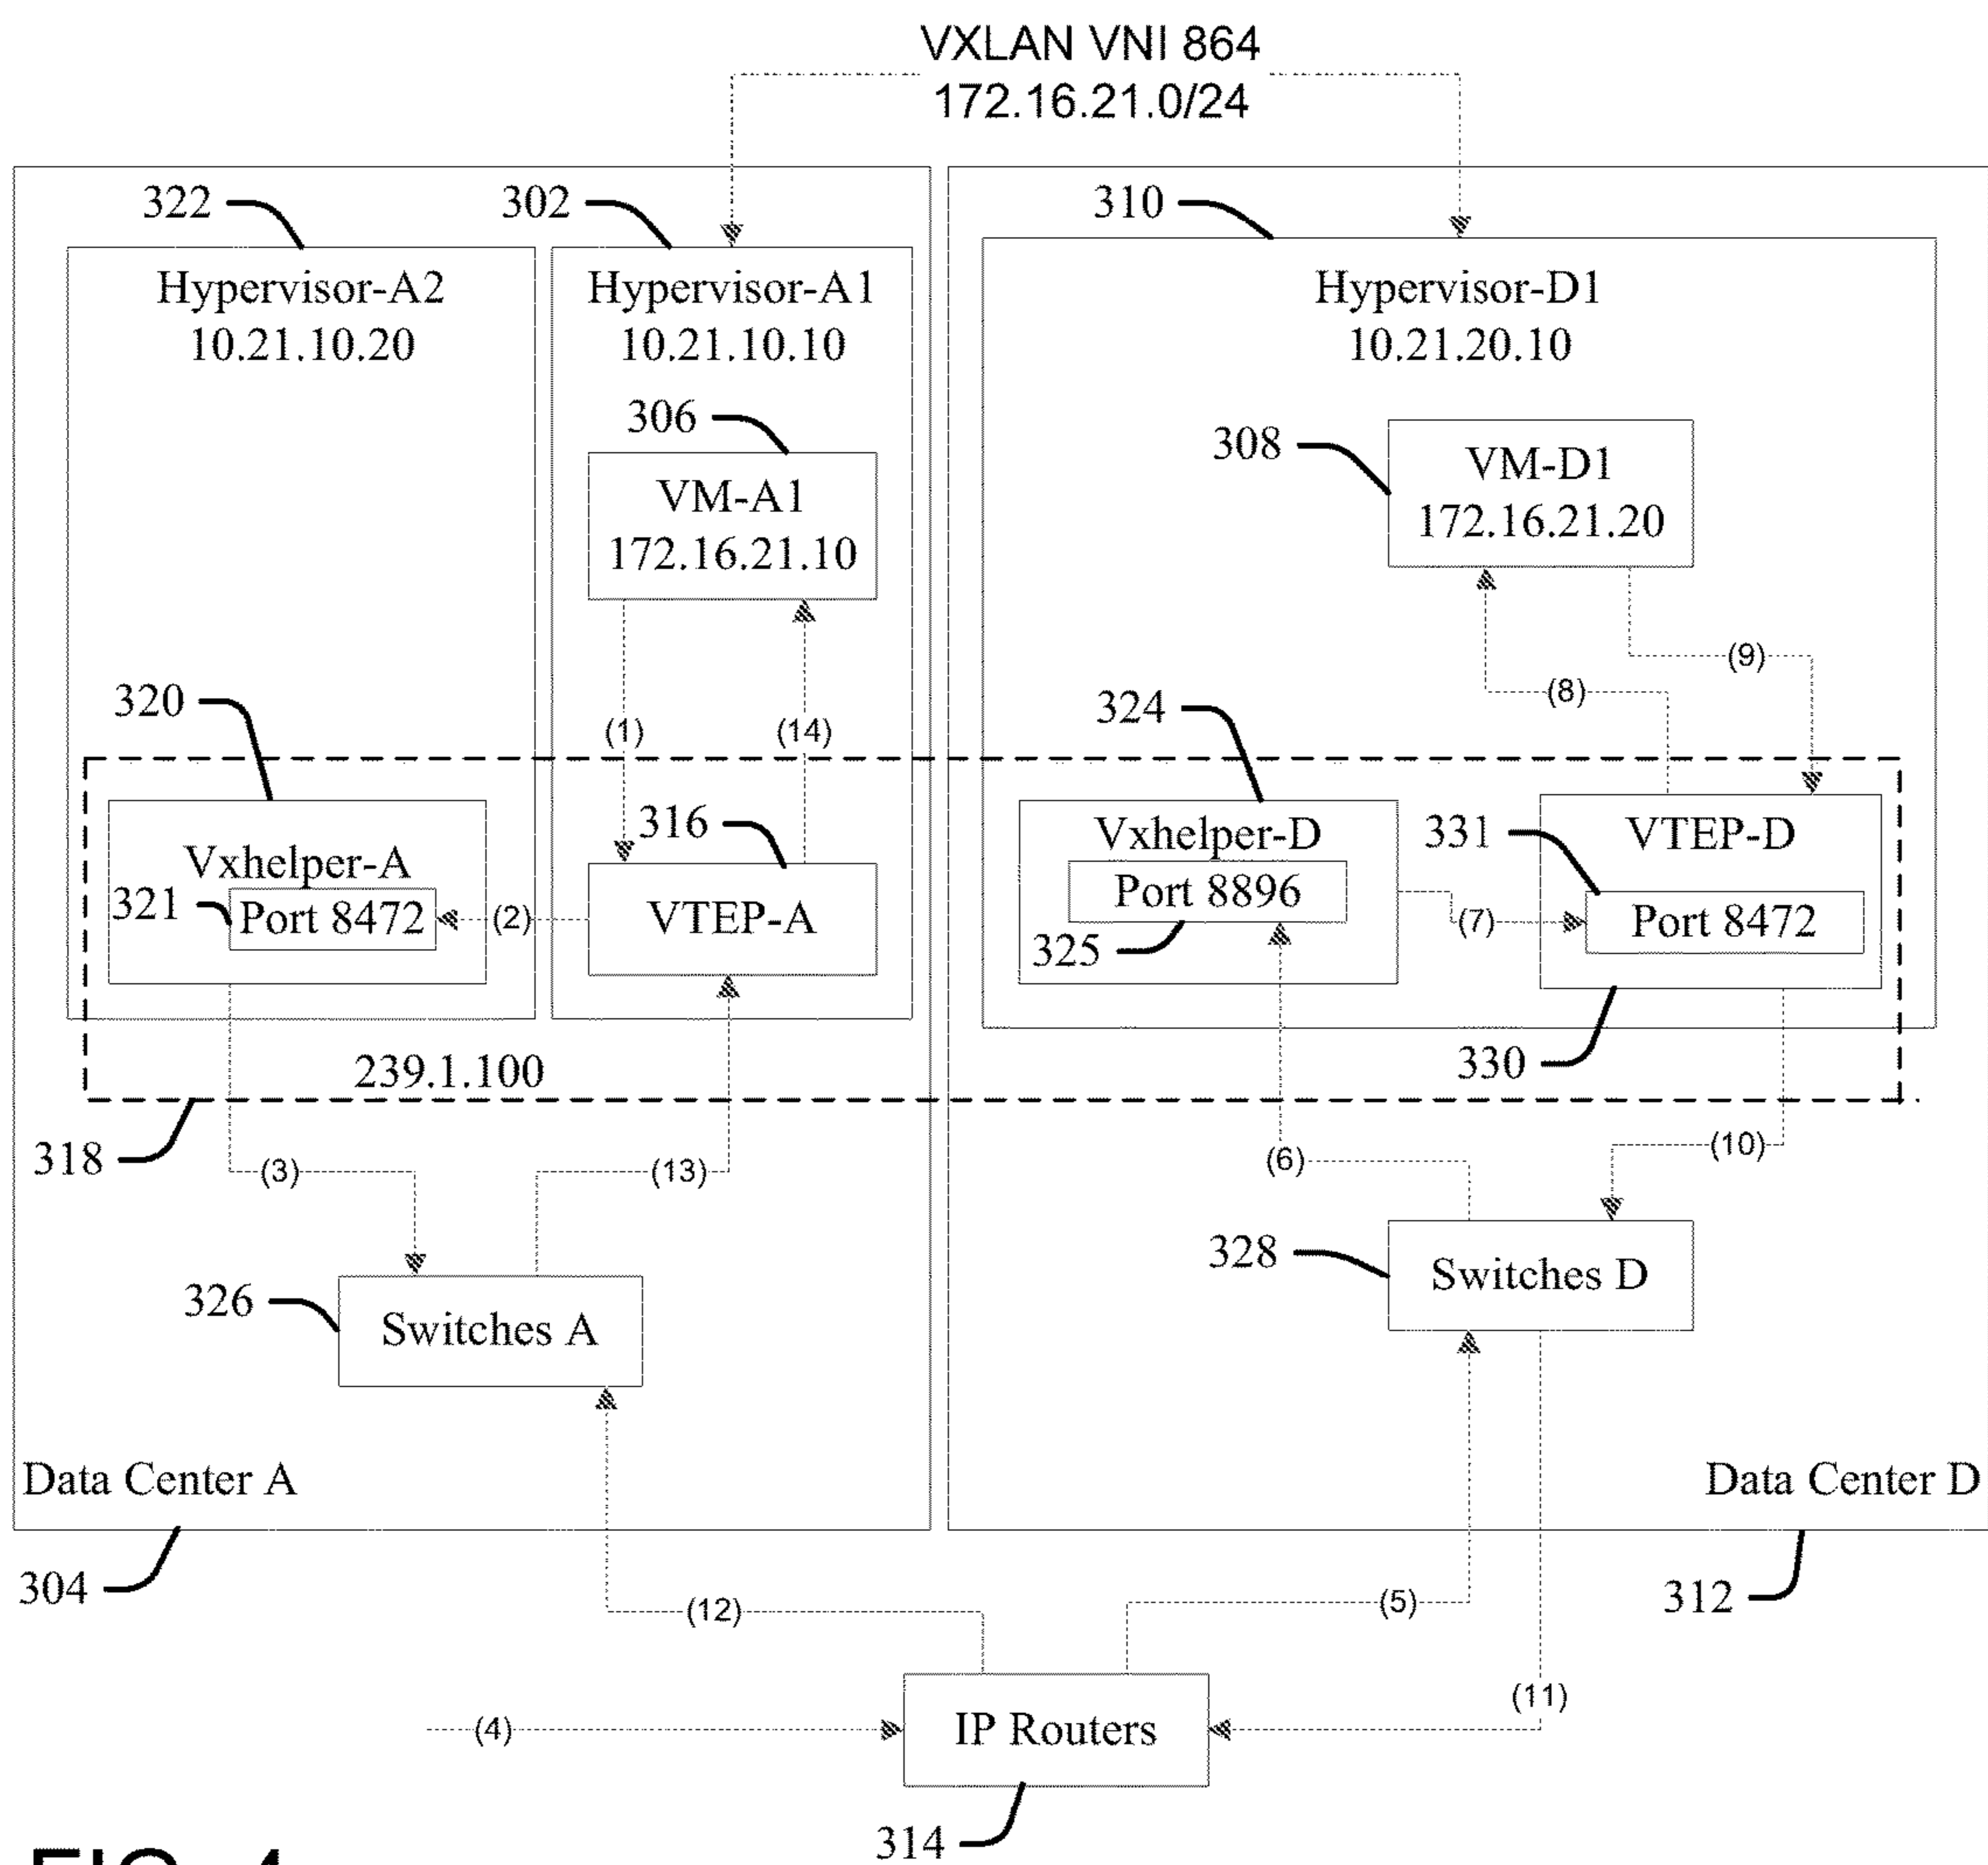 VXLAN VNI 864
172.16.21.0/24
322
302
310
Hypervisor-A2
10.21.10.20
Hypervisor-A1
10.21.10.10
Hypervisor-D1
10.21.20.10
306
VM-A1
172.16.21.10
308
VM-D1
172.16.21.20
(9)
(8)
320
(1)
(14)
324
316
Vxhelper-A
321
Port 8472
(2)
VTEP-A
Vxhelper-D
Port 8896
325
331
VTEP-D
(7)
Port 8472
239.1.100
330
318
(3)
(13)
(6)
(10)
326
Switches A
328
Switches D
Data Center A
Data Center D
304
312
(12)
(5)
(11)
(4)
IP Routers
314